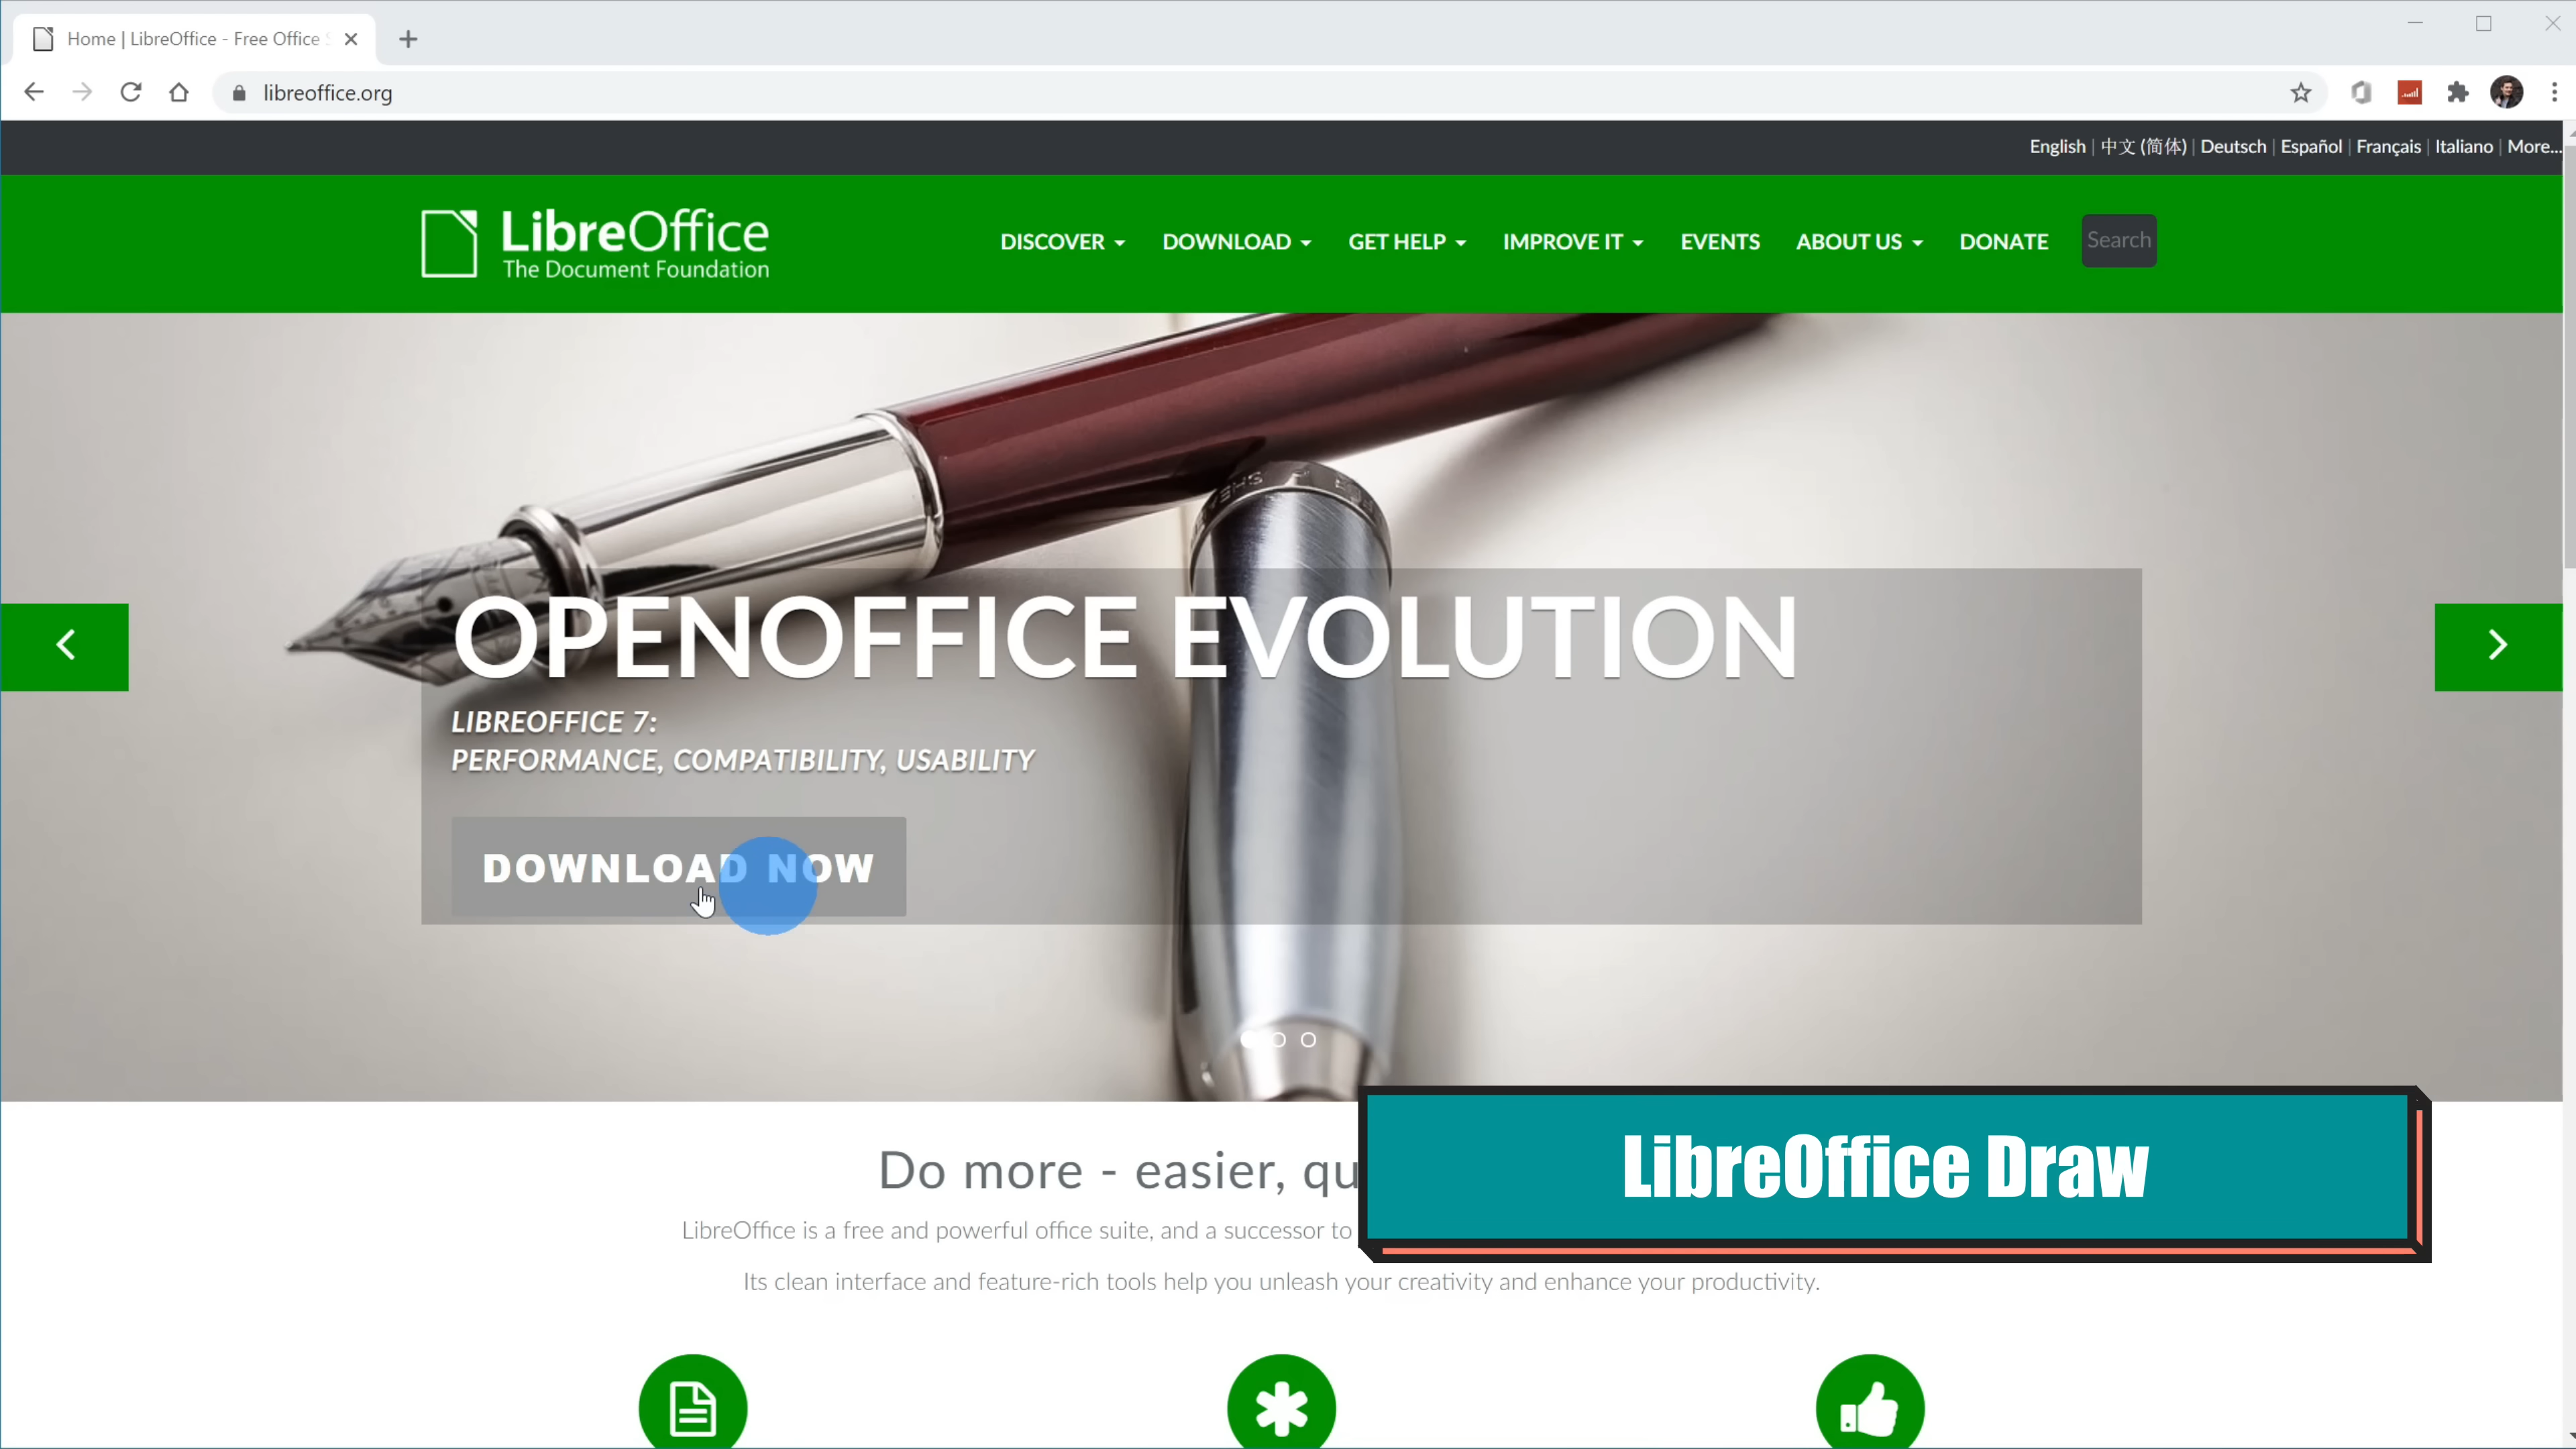 Home | LibreOffice - Free Office
libreoffice.org
English | 中文 (简体) | Deutsch | Español | Français | Italiano | More...
LibreOffice
The Document Foundation
DISCOVER
DOWNLOAD
GET HELP
IMPROVE IT
EVENTS
ABOUT US
DONATE
Search
OPENOFFICE EVOLUTION
LIBREOFFICE 7:
PERFORMANCE, COMPATIBILITY, USABILITY
DOWNLOAD NOW
Do more - easier, qu
LibreOffice Draw
LibreOffice is a free and powerful office suite, and a successor to
Its clean interface and feature-rich tools help you unleash your creativity and enhance your productivity.